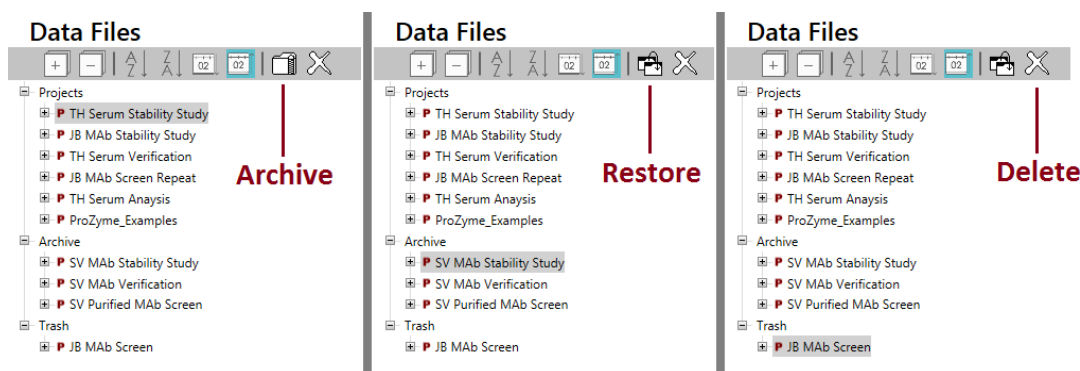 Data Files
+ − A Z Z A 02 02
Projects
P TH Serum Stability Study
P JB MAb Stability Study
P TH Serum Verification
P JB MAb Screen Repeat
P TH Serum Anaysis
P ProZyme_Examples
Archive
P SV MAb Stability Study
P SV MAb Verification
P SV Purified MAb Screen
Trash
P JB MAb Screen
Archive
Data Files
+ − A Z Z A 02 02
Projects
P TH Serum Stability Study
P JB MAb Stability Study
P TH Serum Verification
P JB MAb Screen Repeat
P TH Serum Anaysis
P ProZyme_Examples
Archive
P SV MAb Stability Study
P SV MAb Verification
P SV Purified MAb Screen
Trash
P JB MAb Screen
Restore
Data Files
+ − A Z Z A 02 02
Projects
P TH Serum Stability Study
P JB MAb Stability Study
P TH Serum Verification
P JB MAb Screen Repeat
P TH Serum Anaysis
P ProZyme_Examples
Archive
P SV MAb Stability Study
P SV MAb Verification
P SV Purified MAb Screen
Trash
P JB MAb Screen
Delete